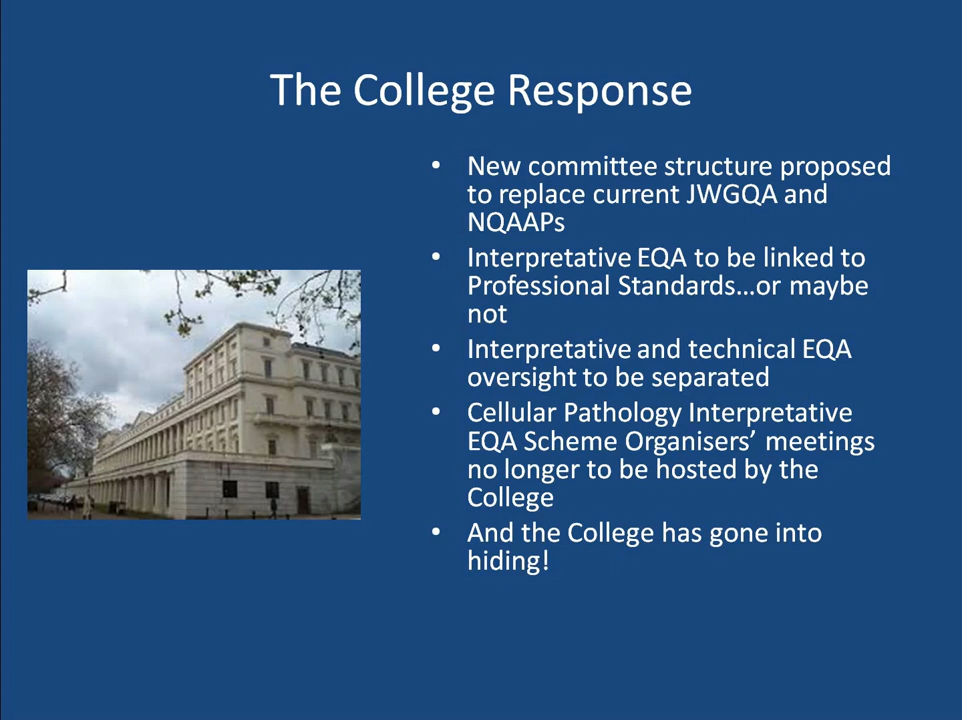 The College Response
• New committee structure proposed
to replace current JWGQA and
NQAAPs
• Interpretative EQA to be linked to
Professional Standards…or maybe
not
• Interpretative and technical EQA
oversight to be separated
• Cellular Pathology Interpretative
EQA Scheme Organisers’ meetings
no longer to be hosted by the
College
• And the College has gone into
hiding!